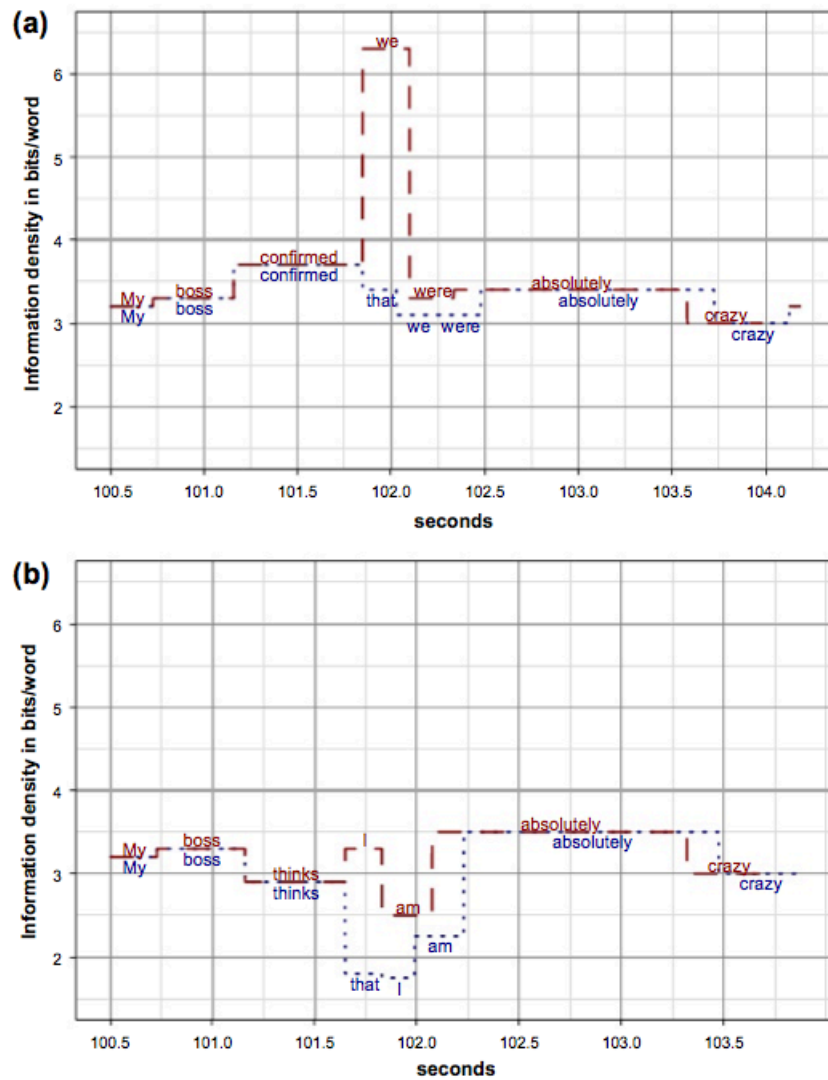 (a)
Information density in bits/word
6
5
4
3
2
we
confirmed
confirmed
My
My
boss
boss
that
were
we were
absolutely
absolutely
crazy
crazy
100.5 101.0 101.5 102.0 102.5 103.0 103.5 104.0
seconds
(b)
Information density in bits/word
6
5
4
3
2
My
My
boss
boss
thinks
thinks
I
am
that
I
am
absolutely
absolutely
crazy
crazy
100.5 101.0 101.5 102.0 102.5 103.0 103.5
seconds